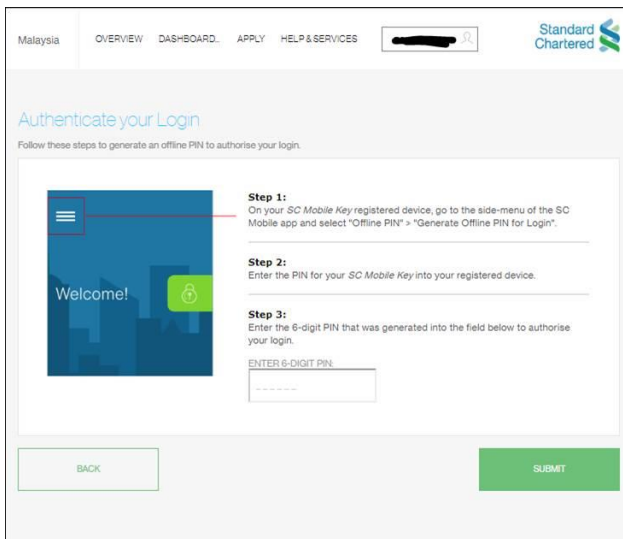 Malaysia OVERVIEW DASHBOARD.. APPLY HELP & SERVICES Standard
Chartered
Authenticate your Login
Follow these steps to generate an offline PIN to authorise your login.
Step 1:
On your SC Mobile Key registered device, go to the side-menu of the SC
Mobile app and select "Offline PIN" > "Generate Offline PIN for Login".
Welcome!
Step 2:
Enter the PIN for your SC Mobile Key into your registered device.
Step 3:
Enter the 6-digit PIN that was generated into the field below to authorise
your login.
ENTER 6-DIGIT PIN:
BACK SUBMIT